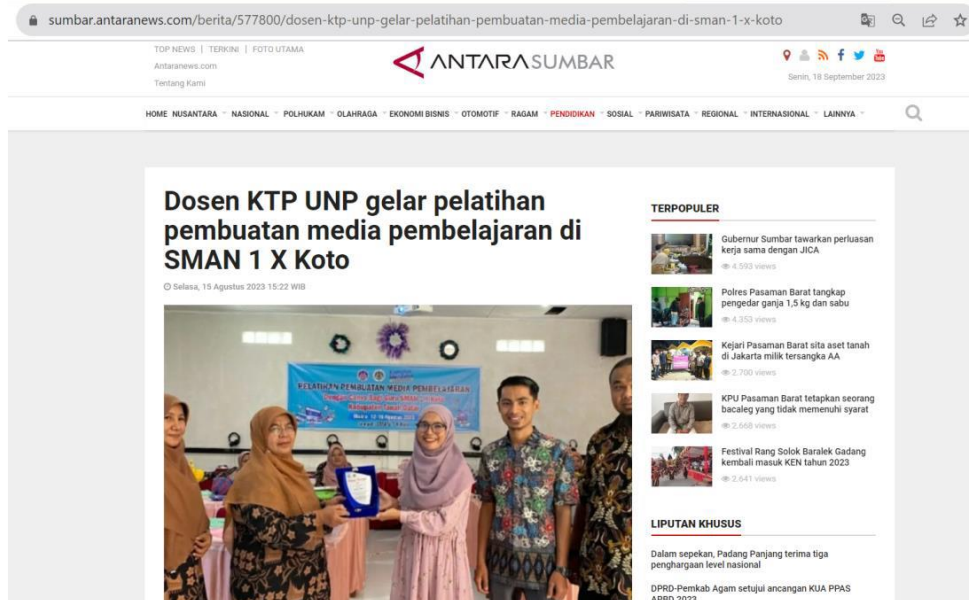 sumbar.antaranews.com/berita/577800/dosen-ktp-unp-gelar-pelatihan-pembuatan-media-pembelajaran-di-sman-1-x-koto
TOP NEWS | TERKINI | FOTO UTAMA
Antaranews.com
Tentang Kami
ANTARA SUMBAR
Senin, 18 September 2023
HOME NUSANTARA NASIONAL POLHUKAM OLAHRAGA EKONOMI BISNIS OTOMOTIF RAGAM PENDIDIKAN SOSIAL PARIWISATA REGIONAL INTERNASIONAL LAINNYA
Dosen KTP UNP gelar pelatihan
pembuatan media pembelajaran di
SMAN 1 X Koto
Selasa, 15 Agustus 2023 15:22 WIB
PELATIHAN PEMBUATAN MEDIA PEMBELAJARAN
TERPOPULER
Gubernur Sumbar tawarkan perluasan
kerja sama dengan JICA
4.593 views
Polres Pasaman Barat tangkap
pengedar ganja 1,5 kg dan sabu
4.353 views
Kejari Pasaman Barat sita aset tanah
di Jakarta milik tersangka AA
2.700 views
KPU Pasaman Barat tetapkan seorang
bacaleg yang tidak memenuhi syarat
2.668 views
Festival Rang Solok Baralek Gadang
kembali masuk KEN tahun 2023
2.641 views
LIPUTAN KHUSUS
Dalam sepekan, Padang Panjang terima tiga
penghargaan level nasional
DPRD-Pemkab Agam setujui ancangan KUA PPAS
APBD 2023